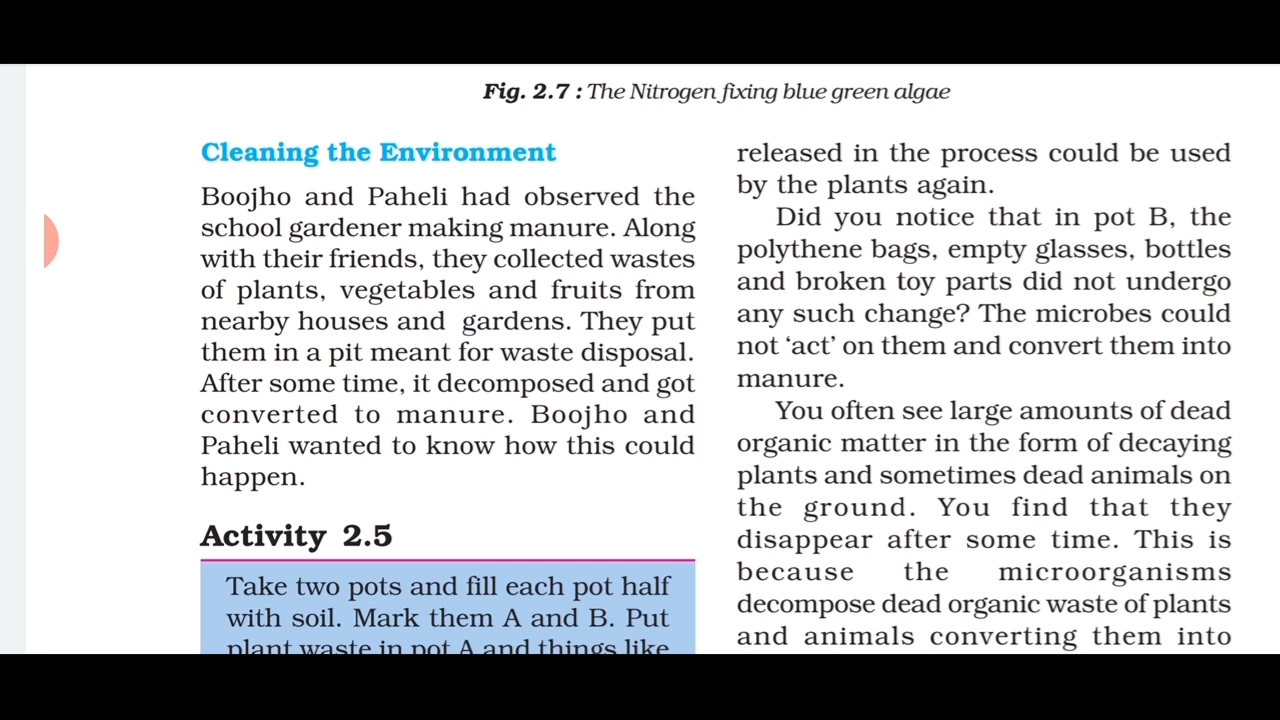 Fig. 2.7 : The Nitrogen fixing blue green algae
Cleaning the Environment
Boojho and Paheli had observed the
school gardener making manure. Along
with their friends, they collected wastes
of plants, vegetables and fruits from
nearby houses and gardens. They put
them in a pit meant for waste disposal.
After some time, it decomposed and got
converted to manure. Boojho and
Paheli wanted to know how this could
happen.
Activity 2.5
Take two pots and fill each pot half
with soil. Mark them A and B. Put
plant waste in pot A and things like
released in the process could be used
by the plants again.
Did you notice that in pot B, the
polythene bags, empty glasses, bottles
and broken toy parts did not undergo
any such change? The microbes could
not ‘act’ on them and convert them into
manure.
You often see large amounts of dead
organic matter in the form of decaying
plants and sometimes dead animals on
the ground. You find that they
disappear after some time. This is
because the microorganisms
decompose dead organic waste of plants
and animals converting them into